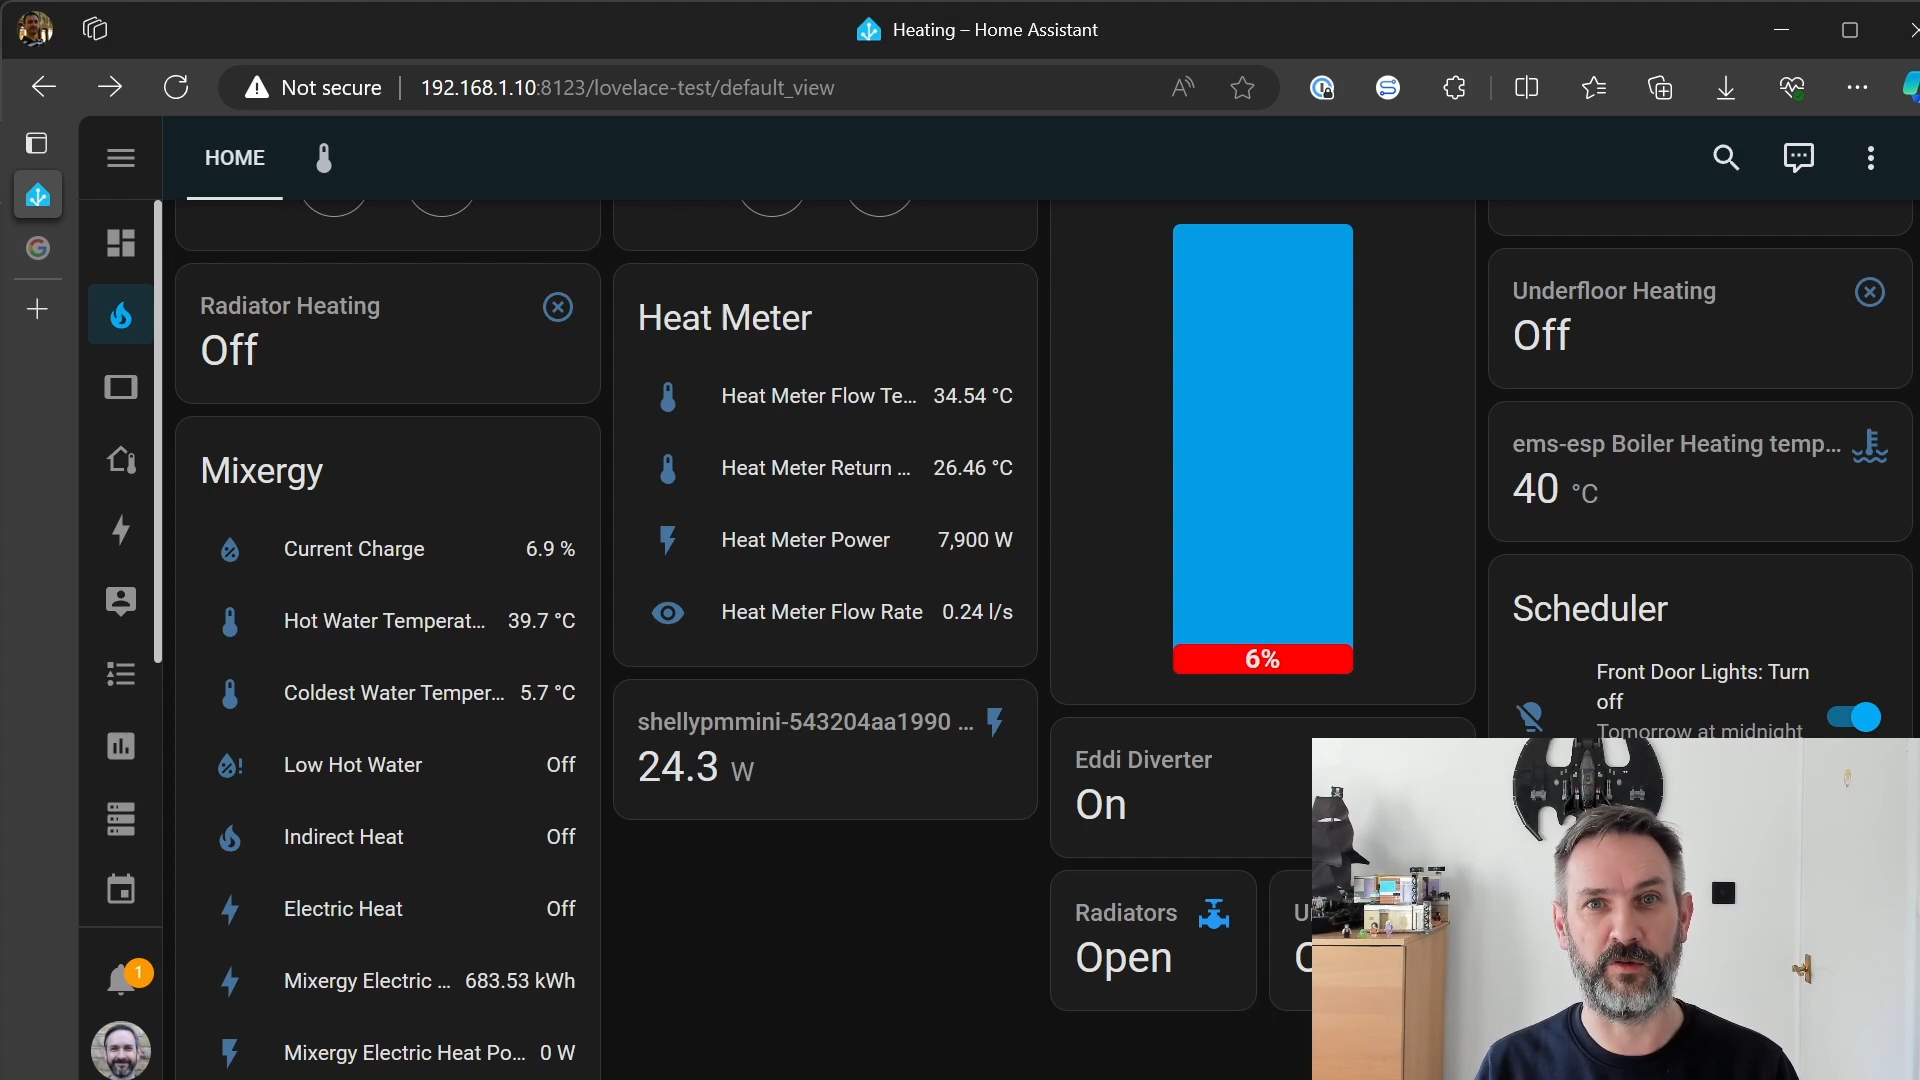 Heating – Home Assistant
Not secure
192.168.1.10:8123/lovelace-test/default_view
HOME
Radiator Heating
Off
Mixergy
Current Charge 6.9 %
Hot Water Temperat... 39.7 °C
Coldest Water Temper... 5.7 °C
Low Hot Water Off
Indirect Heat Off
Electric Heat Off
Mixergy Electric ... 683.53 kWh
Mixergy Electric Heat Po... 0 W
1
Heat Meter
Heat Meter Flow Te... 34.54 °C
Heat Meter Return ... 26.46 °C
Heat Meter Power 7,900 W
Heat Meter Flow Rate 0.24 l/s
shellypmmini-543204aa1990 ...
24.3 W
6%
Eddi Diverter
On
Radiators
Open
Underfloor Heating
Off
ems-esp Boiler Heating temp...
40 °C
Scheduler
Front Door Lights: Turn
off
Tomorrow at midnight